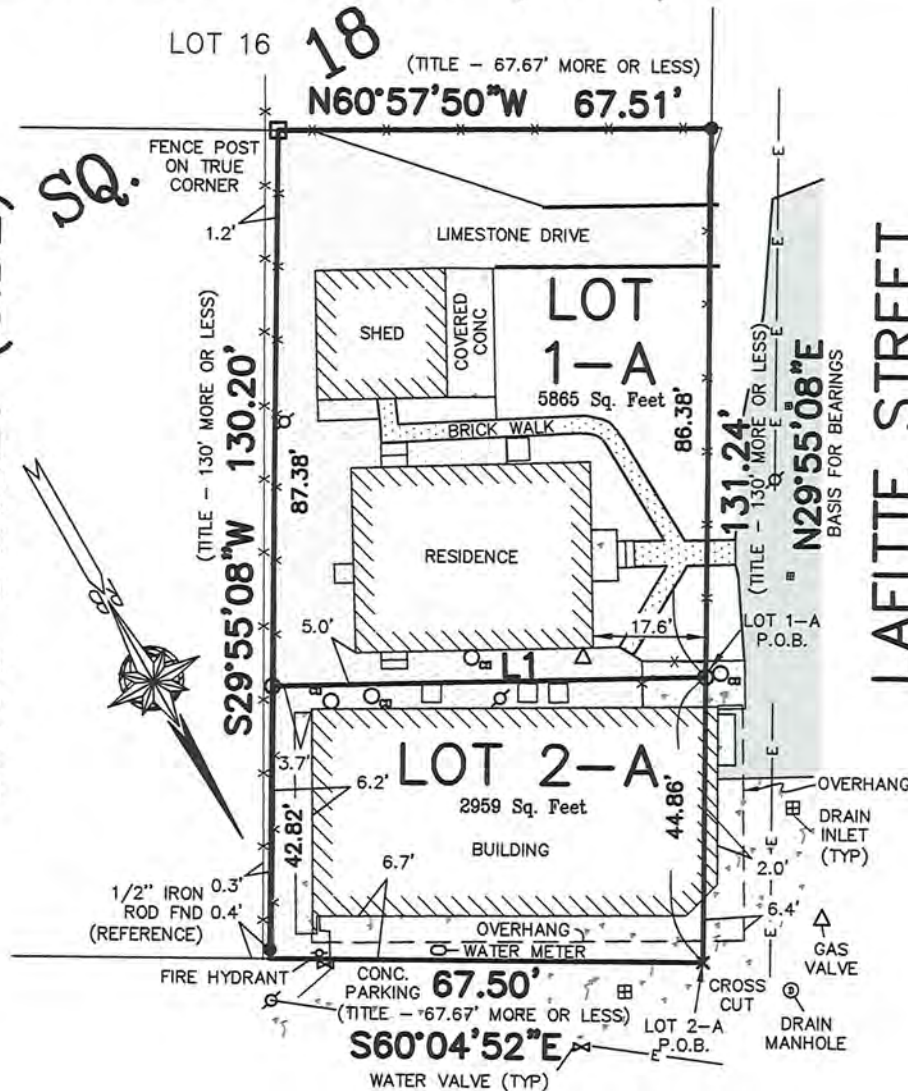 LOT 16
18
SQ.
(TITLE - 67.67' MORE OR LESS)
N60°57'50"W 67.51'
FENCE POST
ON TRUE
CORNER
1.2'
LIMESTONE DRIVE
SHED
COVERED
CONC
LOT
1-A
5865 Sq. Feet
BRICK WALK
RESIDENCE
(TITLE - 130' MORE OR LESS)
S29°55'08"W 130.20'
87.38'
86.38'
131.24'
(TITLE - 130' MORE OR LESS)
N29°55'08"E
BASIS FOR BEARINGS
LAFITTE STREET
E
E
E
E
E
E
5.0'
17.6'
LOT 1-A
P.O.B.
L1
B
B
B
B
3.7'
6.2'
LOT 2-A
2959 Sq. Feet
BUILDING
42.82'
44.86'
6.7'
OVERHANG
DRAIN
INLET
(TYP)
2.0'
6.4'
1/2" IRON
ROD FND
(REFERENCE)
0.3'
0.4'
OVERHANG
WATER METER
GAS
VALVE
FIRE HYDRANT
CONC.
PARKING
67.50'
(TITLE - 67.67' MORE OR LESS)
S60°04'52"E
CROSS
CUT
LOT 2-A
P.O.B.
D
DRAIN
MANHOLE
WATER VALVE (TYP)
E